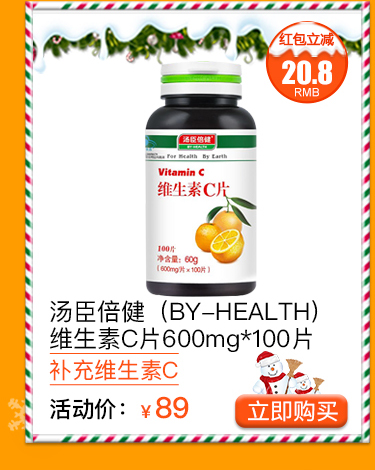 红包立减
20.8
RMB
汤臣倍健
BY-HEALTH
For Health By Earth
Vitamin C
维生素C片
100片
净含量: 60g
(600mg/片×100片)
汤臣倍健（BY-HEALTH）
维生素C片600mg*100片
补充维生素C
活动价：¥89
立即购买